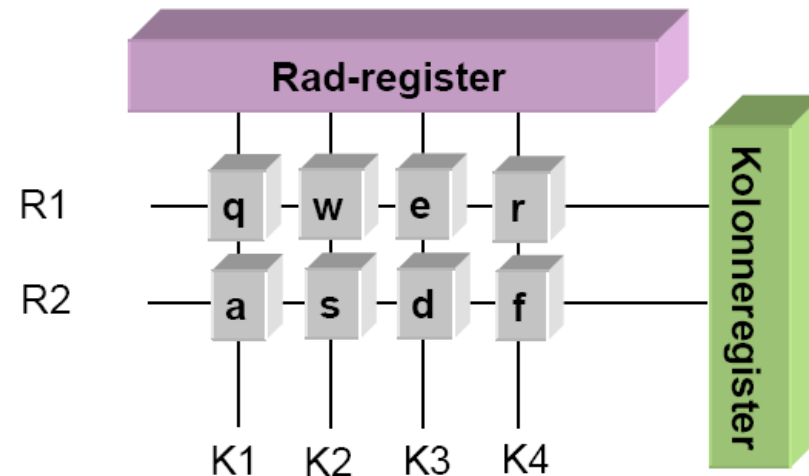 Rad-register
Kolonneregister
R1 q w e r
R2 a s d f
K1 K2 K3 K4